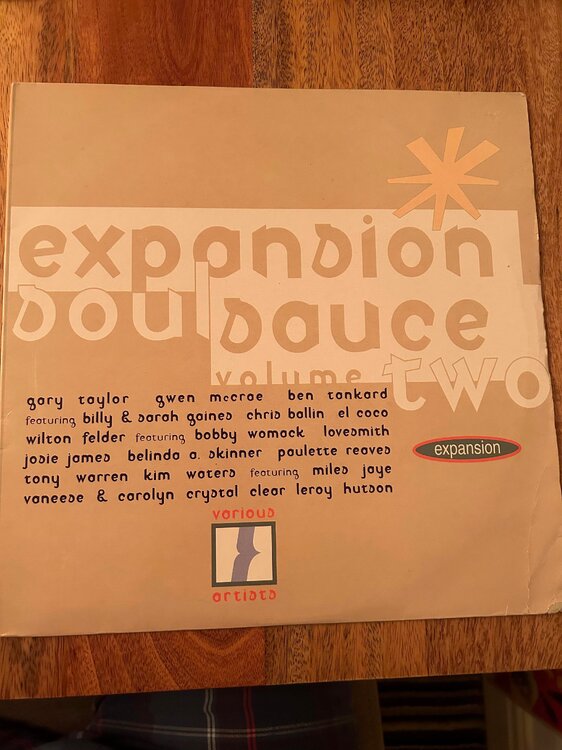 expansion
soul sauce
volume two
gary taylor gwen mccrae ben tankard
featuring billy & sarah gaines chris ballin el coco
wilton felder featuring bobby womack lovesmith
josie james belinda a. skinner paulette reaves
tony warren kim waters featuring miles jaye
vaneese & carolyn crystal clear leroy hutson
expansion
various
artists